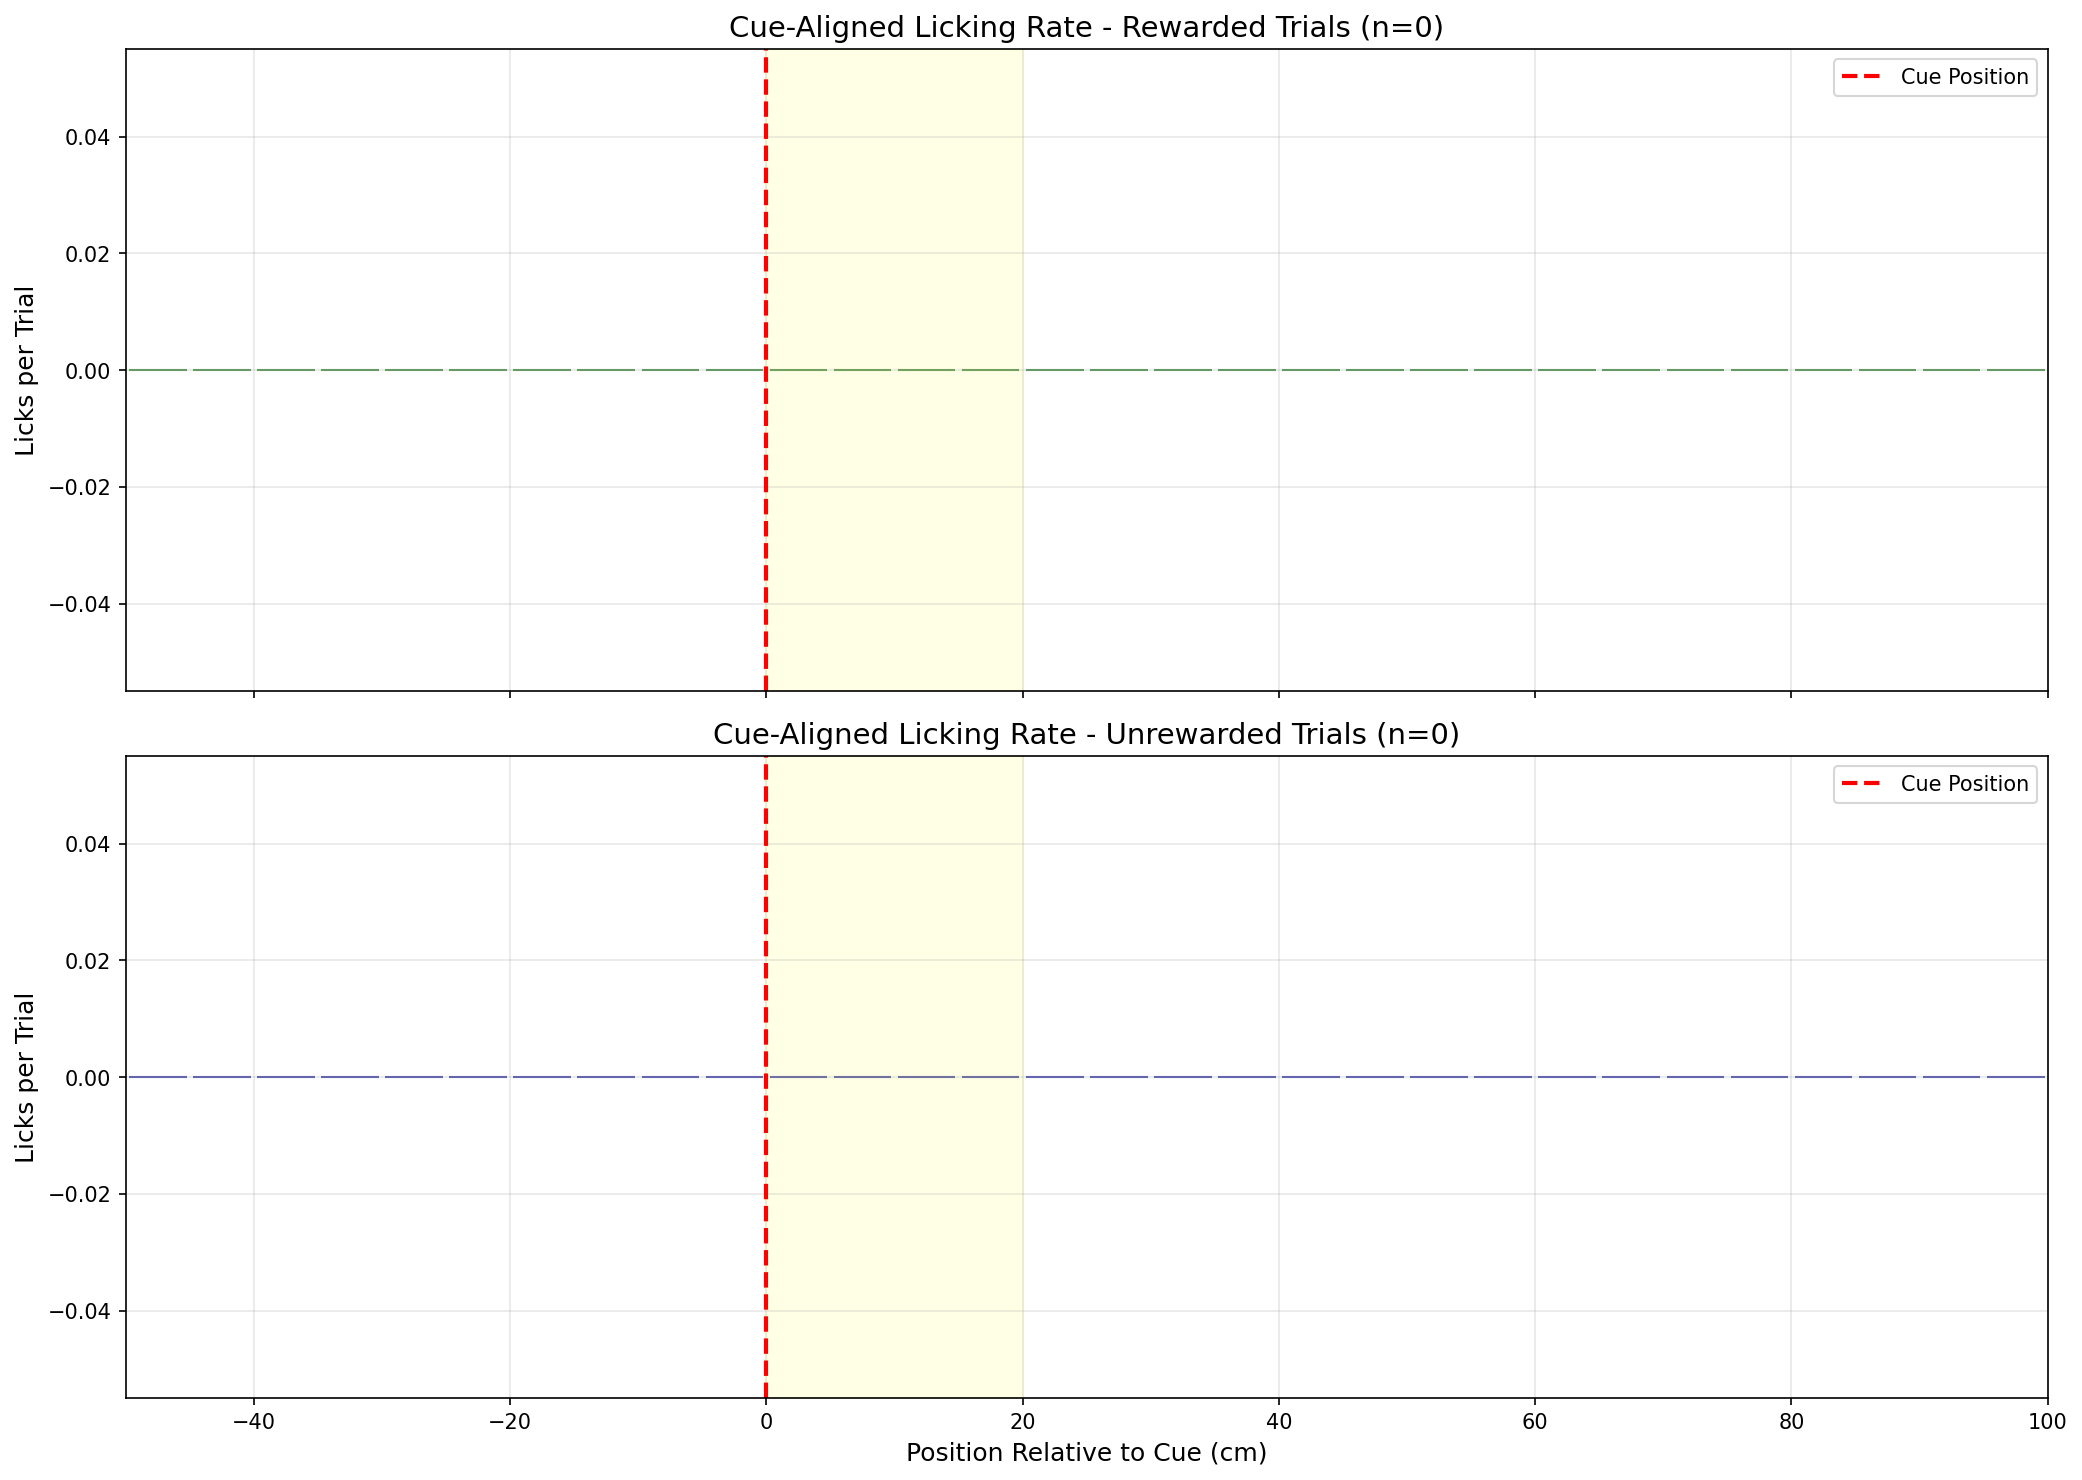 Cue-Aligned Licking Rate - Rewarded Trials (n=0)
Cue Position
0.04
0.02
0.00
−0.02
−0.04
Licks per Trial
Cue-Aligned Licking Rate - Unrewarded Trials (n=0)
Cue Position
0.04
0.02
0.00
−0.02
−0.04
Licks per Trial
−40 −20 0 20 40 60 80 100
Position Relative to Cue (cm)